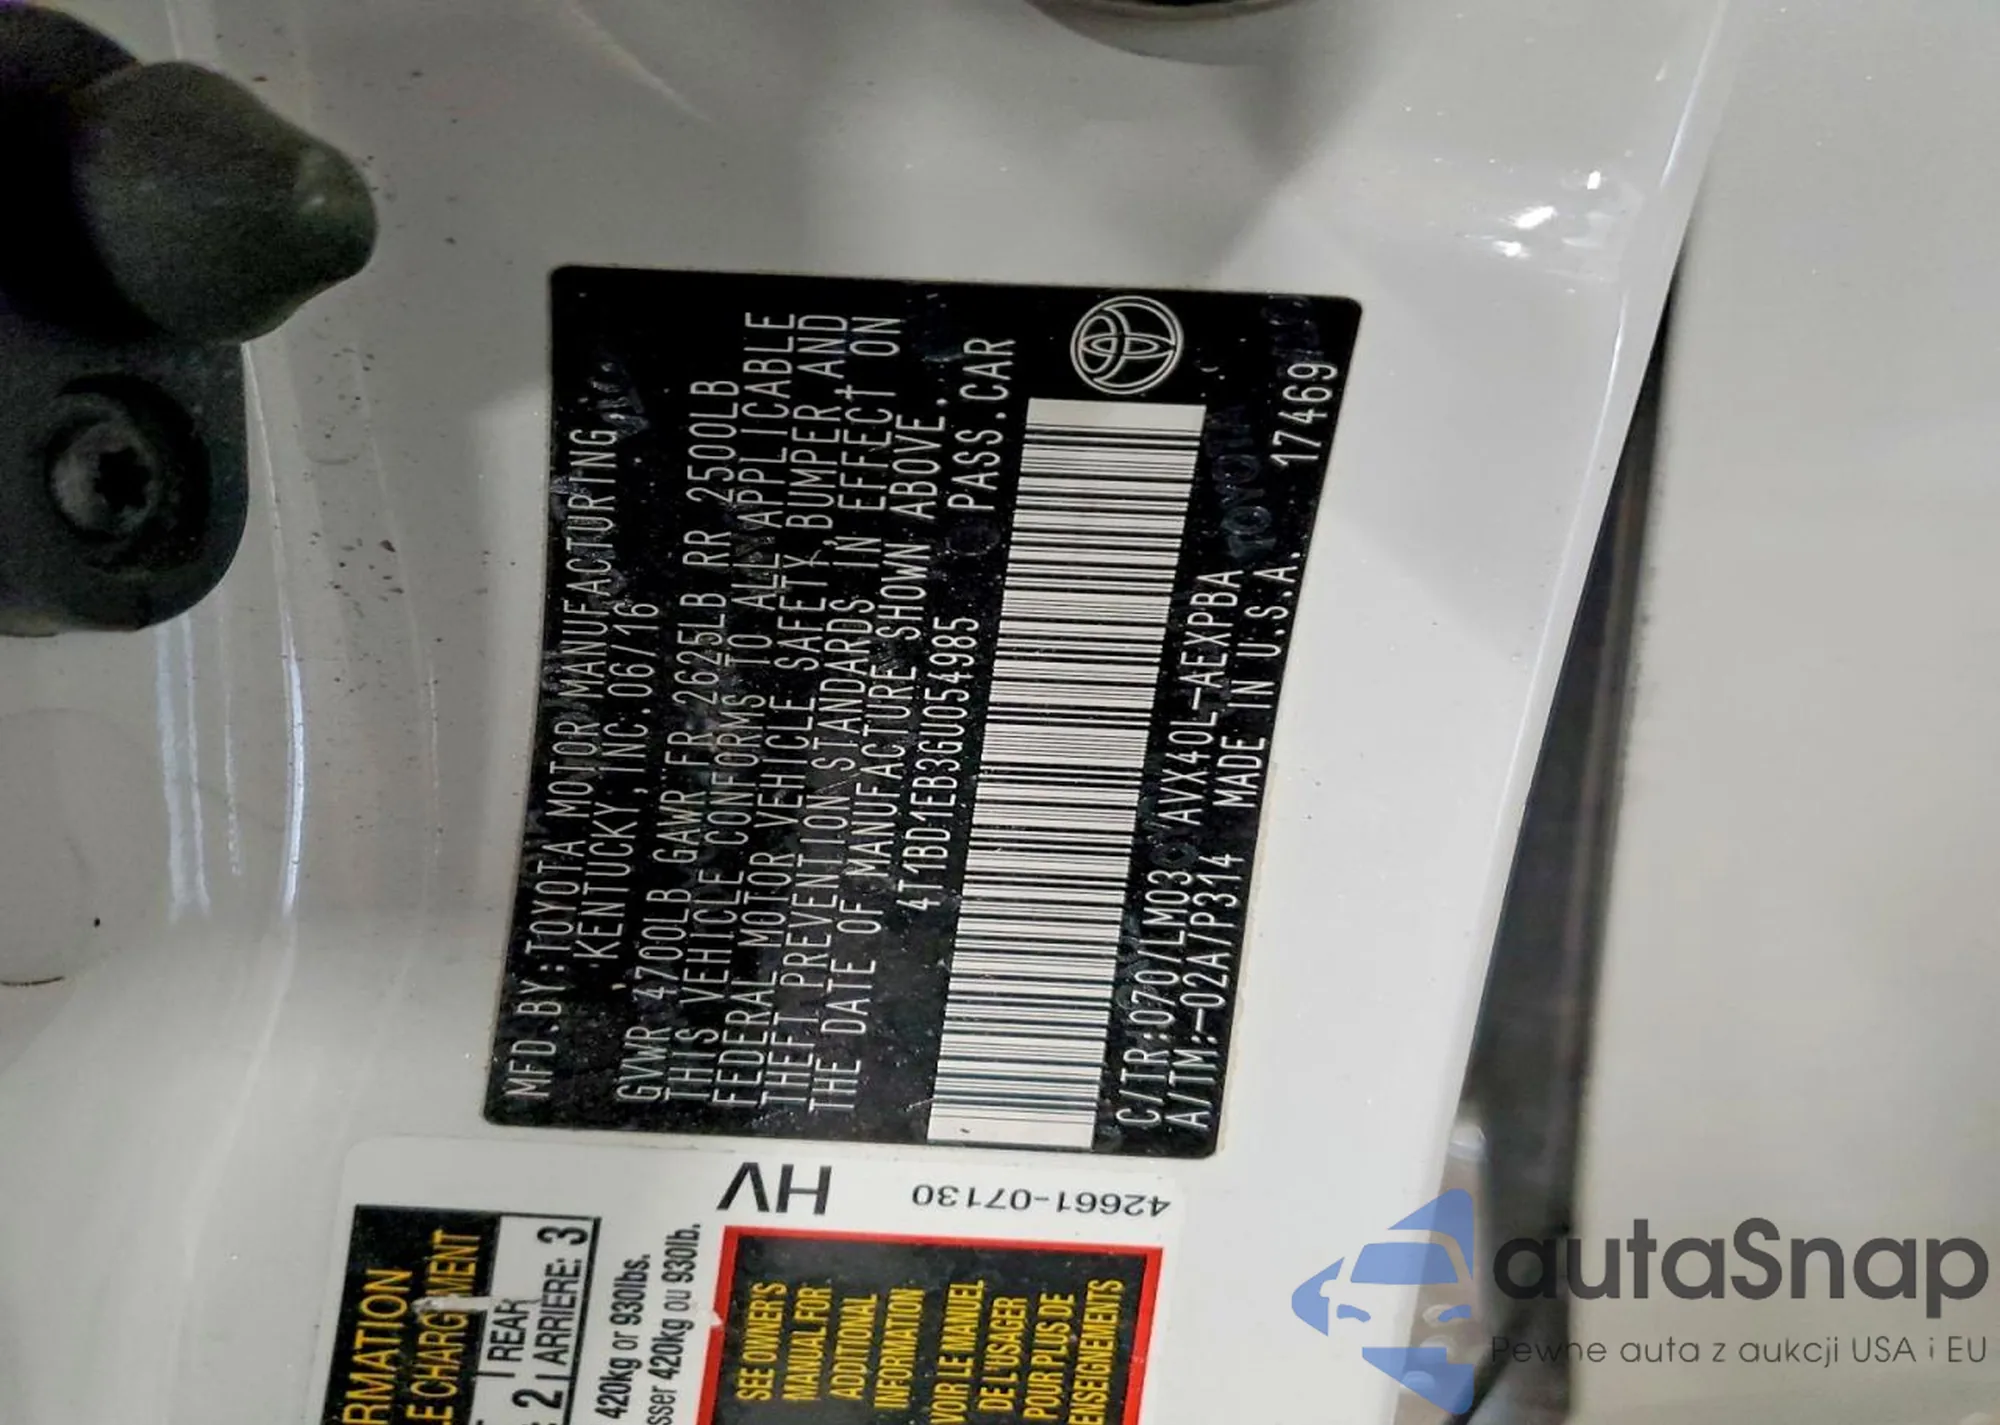 MFD.BY:TOYOTA MOTOR MANUFACTURING,
KENTUCKY,INC.06/16
GVWR 4700LB GAWR FR 2625LB RR 2500LB
THIS VEHICLE CONFORMS TO ALL APPLICABLE
FEDERAL MOTOR VEHICLE SAFETY,BUMPER AND
THEFT PREVENTION STANDARDS IN EFFECT ON
THE DATE OF MANUFACTURE SHOWN ABOVE.
4T1BD1EB3GU054985 PASS.CAR
C/TR:070/LM03 AVX40L-AEXPBA
A/TM:-02A/P314 MADE IN U.S.A. 17469
TOYOTA
HV
42661-07130
420kg or 930lbs.
420kg ou 930lb.
1 REAR
2 ARRIERE: 3
SEE OWNER'S
MANUAL FOR
ADDITIONAL
INFORMATION
VOIR LE MANUEL
DE L'USAGER
POUR PLUS DE
autaSnap
Pewne auta z aukcji USA i EU